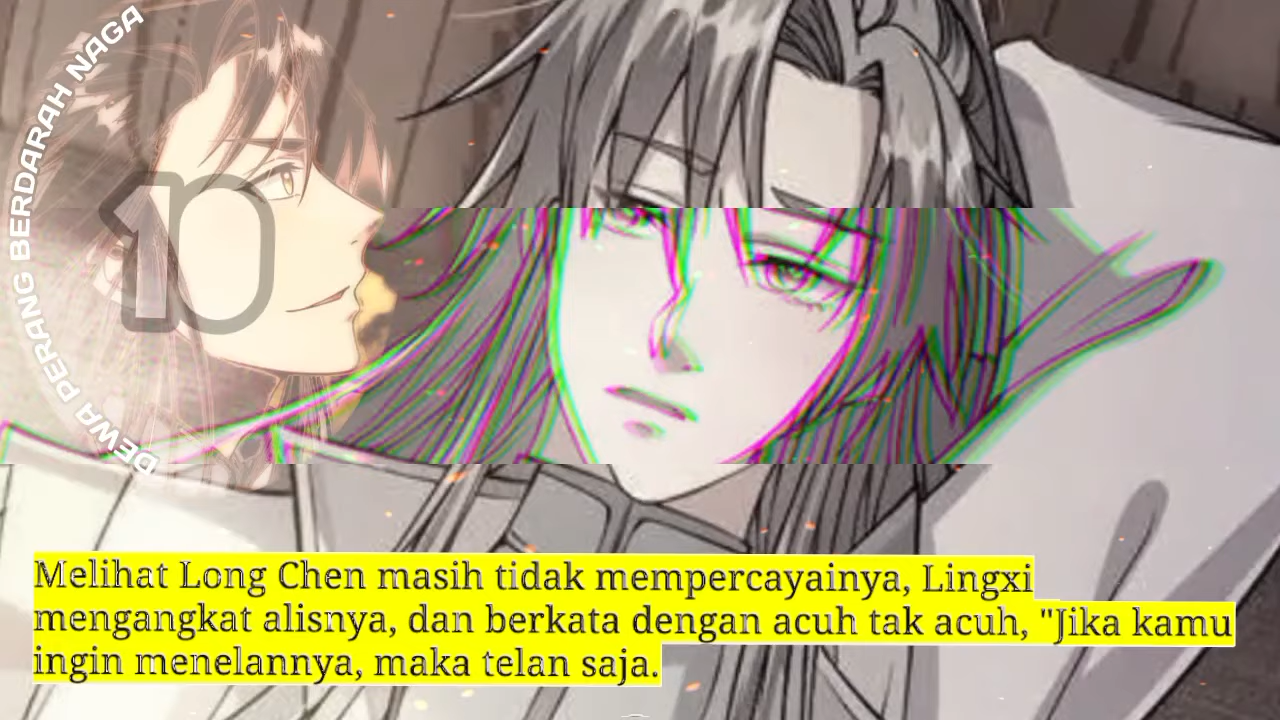 DEWA PERANG BERDARAH NAGA
10
Melihat Long Chen masih tidak mempercayainya, Lingxi
mengangkat alisnya, dan berkata dengan acuh tak acuh, "Jika kamu
ingin menelannya, maka telan saja.